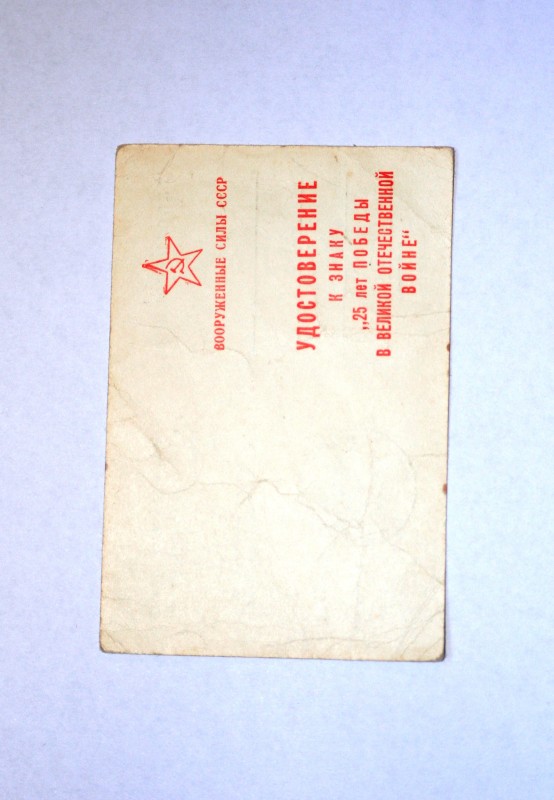 ВООРУЖЕННЫЕ СИЛЫ СССР
УДОСТОВЕРЕНИЕ
К ЗНАКУ
„25 лет ПОБЕДЫ
В ВЕЛИКОЙ ОТЕЧЕСТВЕННОЙ
ВОЙНЕ“